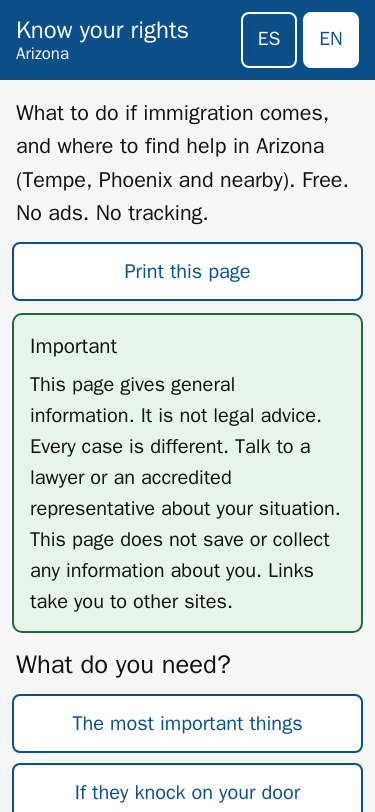 Know your rights
Arizona
ES
EN
What to do if immigration comes,
and where to find help in Arizona
(Tempe, Phoenix and nearby). Free.
No ads. No tracking.
Print this page
Important
This page gives general
information. It is not legal advice.
Every case is different. Talk to a
lawyer or an accredited
representative about your situation.
This page does not save or collect
any information about you. Links
take you to other sites.
What do you need?
The most important things
If they knock on your door